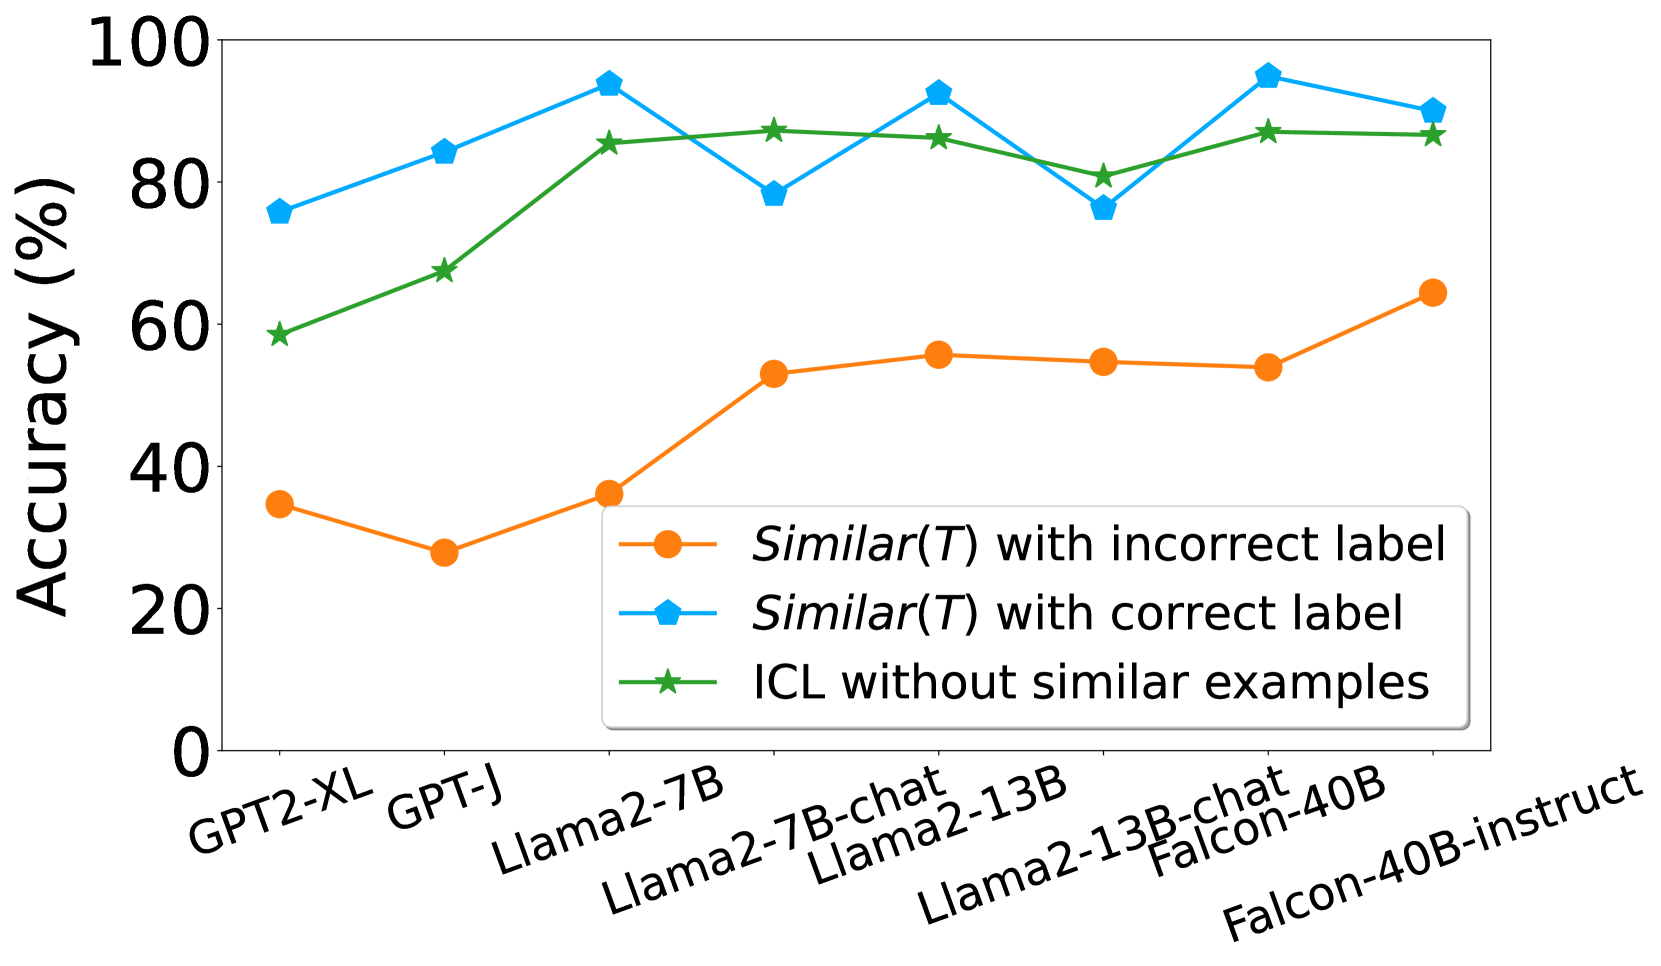 100
80
60
40
20
0
Accuracy (%)
Similar(T) with incorrect label
Similar(T) with correct label
ICL without similar examples
GPT2-XL
GPT-J
Llama2-7B
Llama2-7B-chat
Llama2-13B
Llama2-13B-chat
Falcon-40B
Falcon-40B-instruct